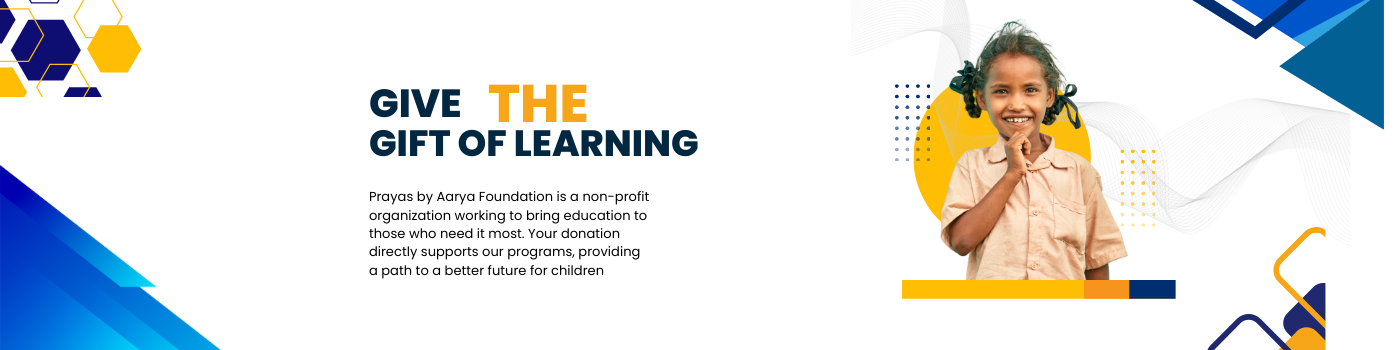 GIVE THE
GIFT OF LEARNING
Prayas by Aarya Foundation is a non-profit
organization working to bring education to
those who need it most. Your donation
directly supports our programs, providing
a path to a better future for children